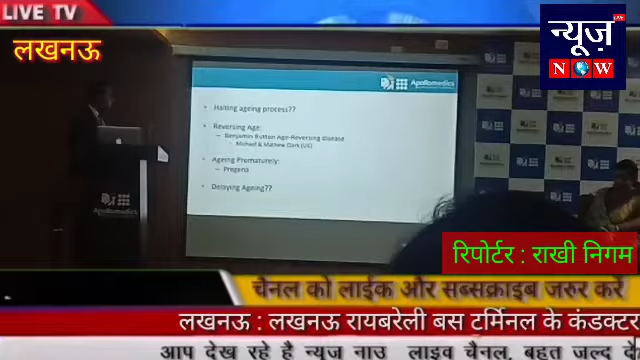 LIVE TV
लखनऊ
न्यूज़
NOW
Apollomedics
• Halting ageing process??
• Reversing Age:
– Benjamin Button Age-Reversing disease
• Michael & Mathew Clark (US)
• Ageing Prematurely:
– Progeria
• Delaying Ageing??
Apollomedics
रिपोर्टर : राखी निगम
चैनल को लाईक और सब्सक्राइब जरुर करें
लखनऊ : लखनऊ रायबरेली बस टर्मिनल के कंडक्टर
आप देख रहे है न्यूज नाउ लाइव चैनल, बहुत जल्द